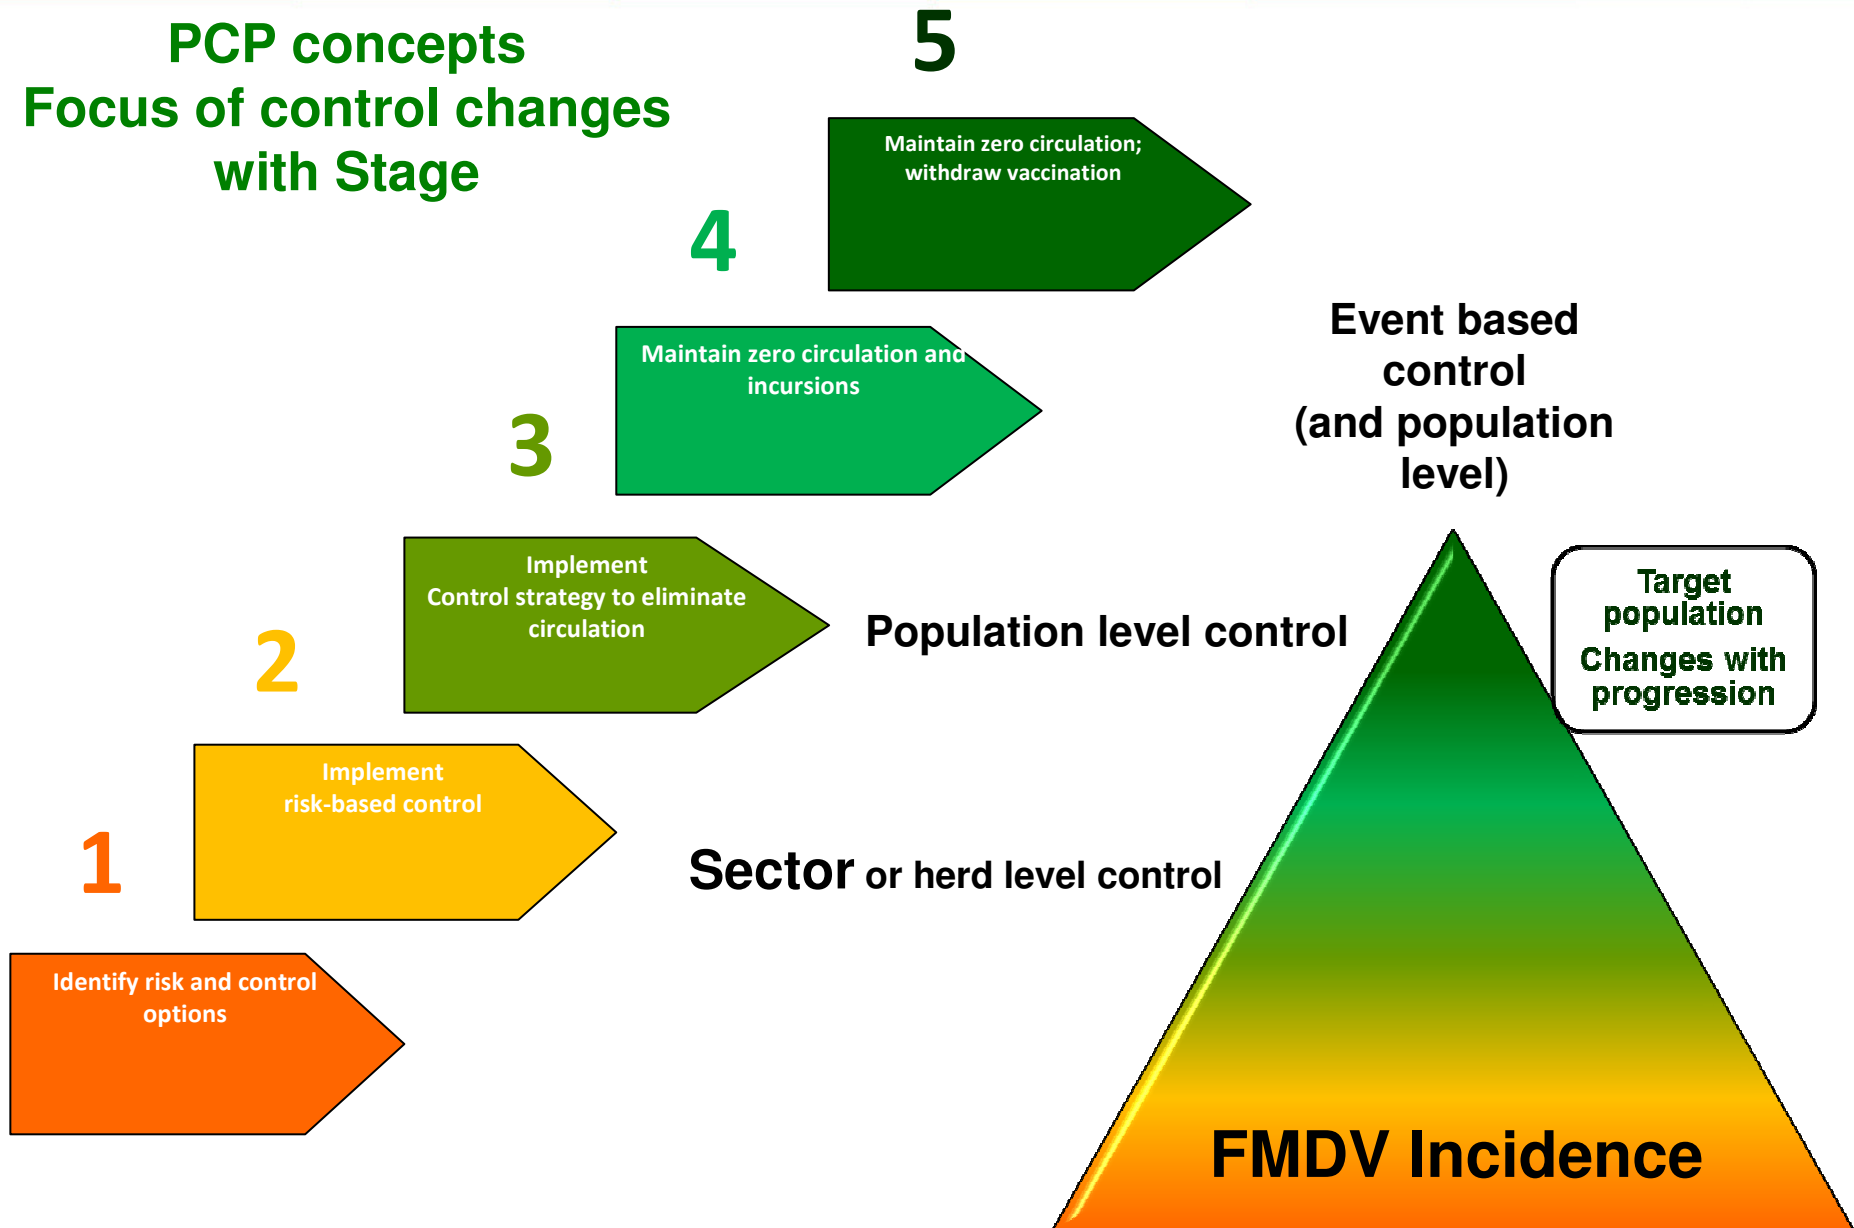 PCP concepts
Focus of control changes
with Stage
5
Maintain zero circulation;
withdraw vaccination
4
Maintain zero circulation and
incursions
Event based
control
(and population
level)
3
Implement
Control strategy to eliminate
circulation
Population level control
Target
population
Changes with
progression
2
Implement
risk-based control
Sector or herd level control
1
Identify risk and control
options
FMDV Incidence